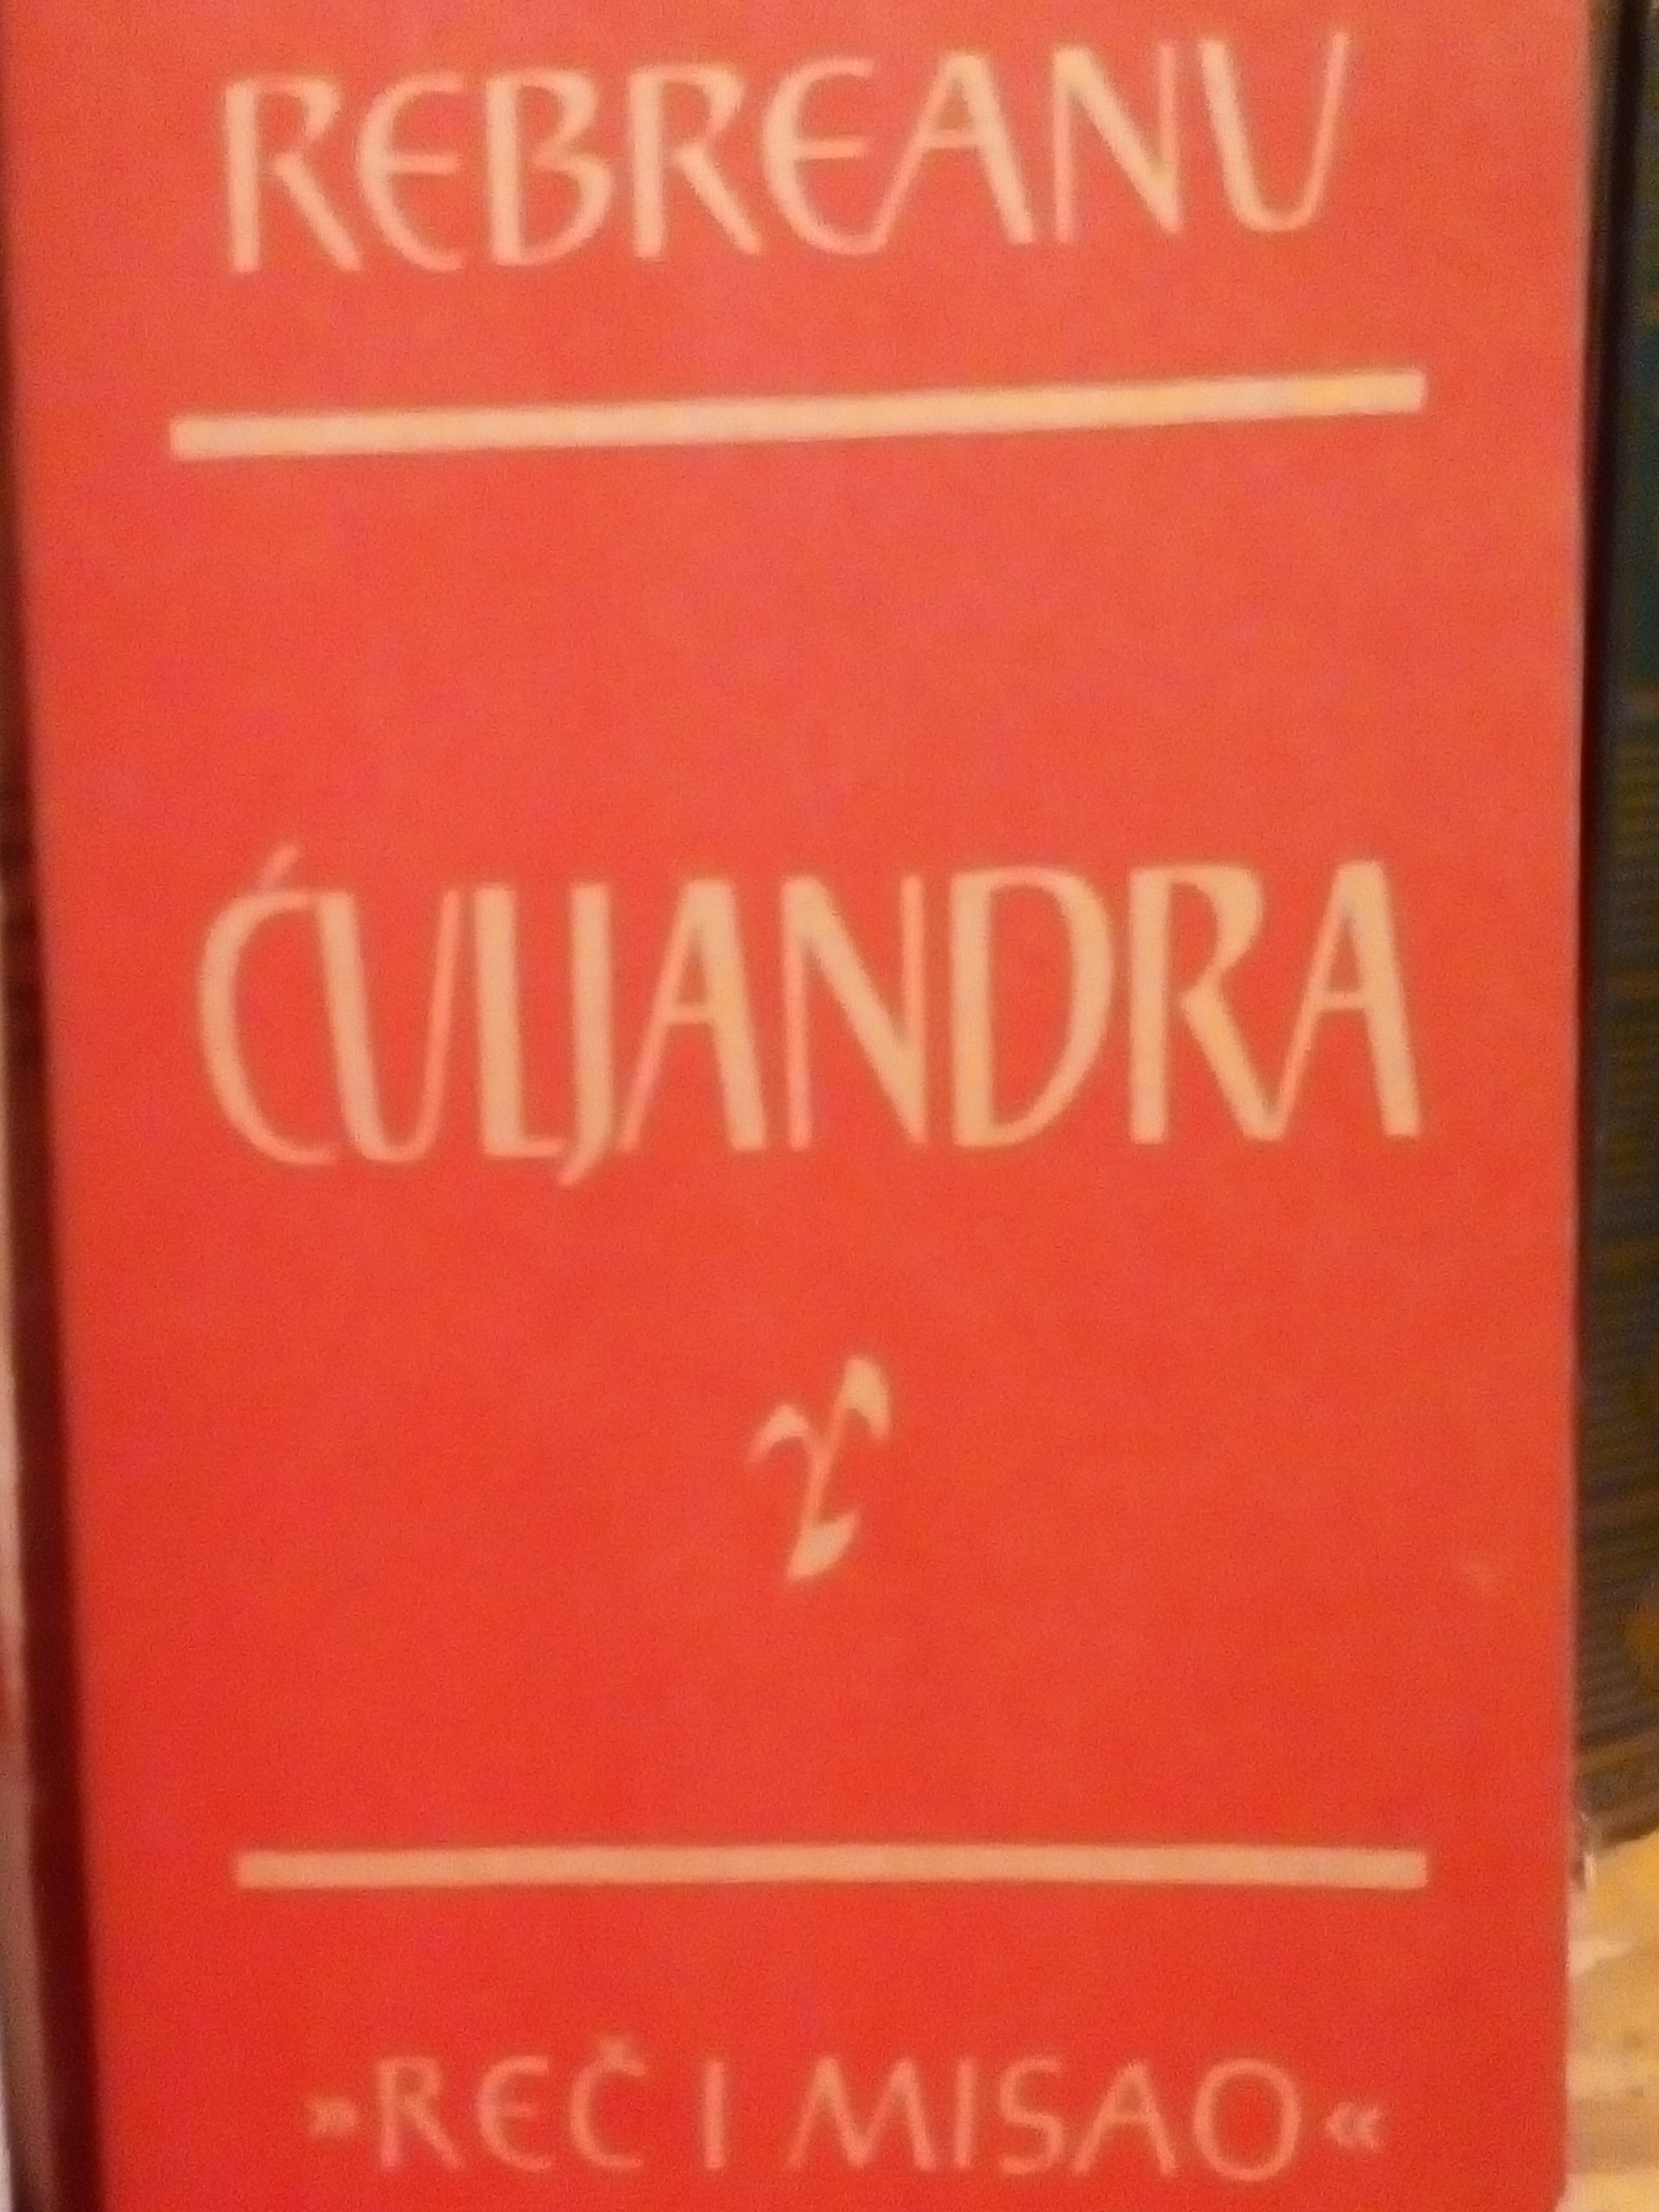 REBREANU
ĆULJANDRA
»REČ I MISAO«